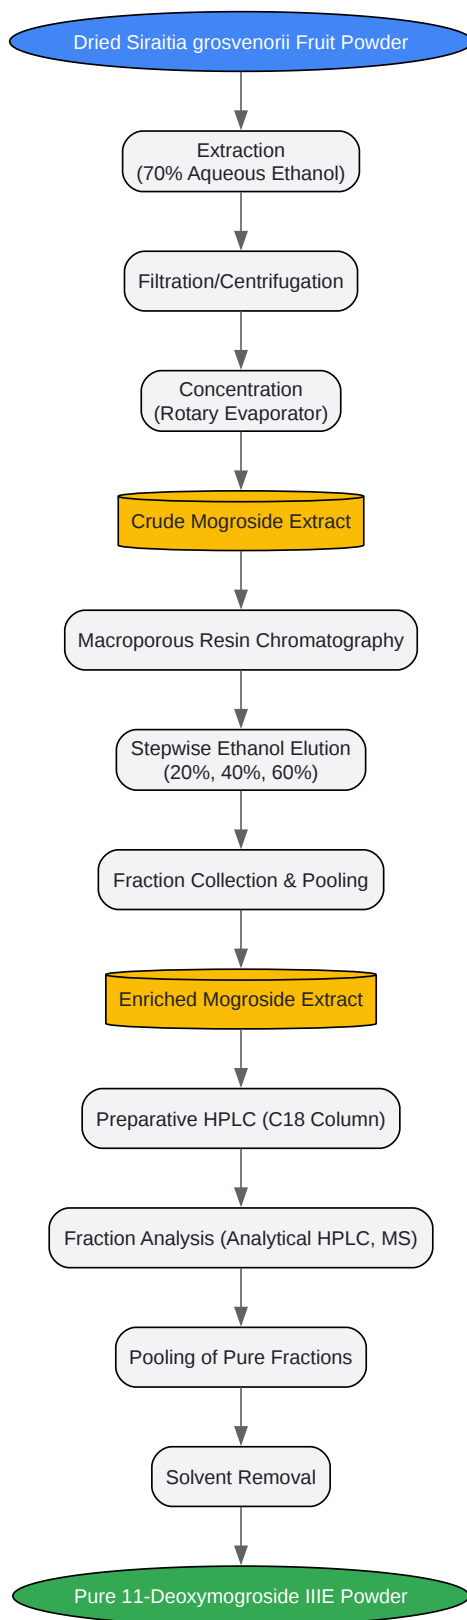 Dried Siraitia grosvenorii Fruit Powder
Extraction
(70% Aqueous Ethanol)
Filtration/Centrifugation
Concentration
(Rotary Evaporator)
Crude Mogroside Extract
Macroporous Resin Chromatography
Stepwise Ethanol Elution
(20%, 40%, 60%)
Fraction Collection & Pooling
Enriched Mogroside Extract
Preparative HPLC (C18 Column)
Fraction Analysis (Analytical HPLC, MS)
Pooling of Pure Fractions
Solvent Removal
Pure 11-Deoxymogroside IIIE Powder